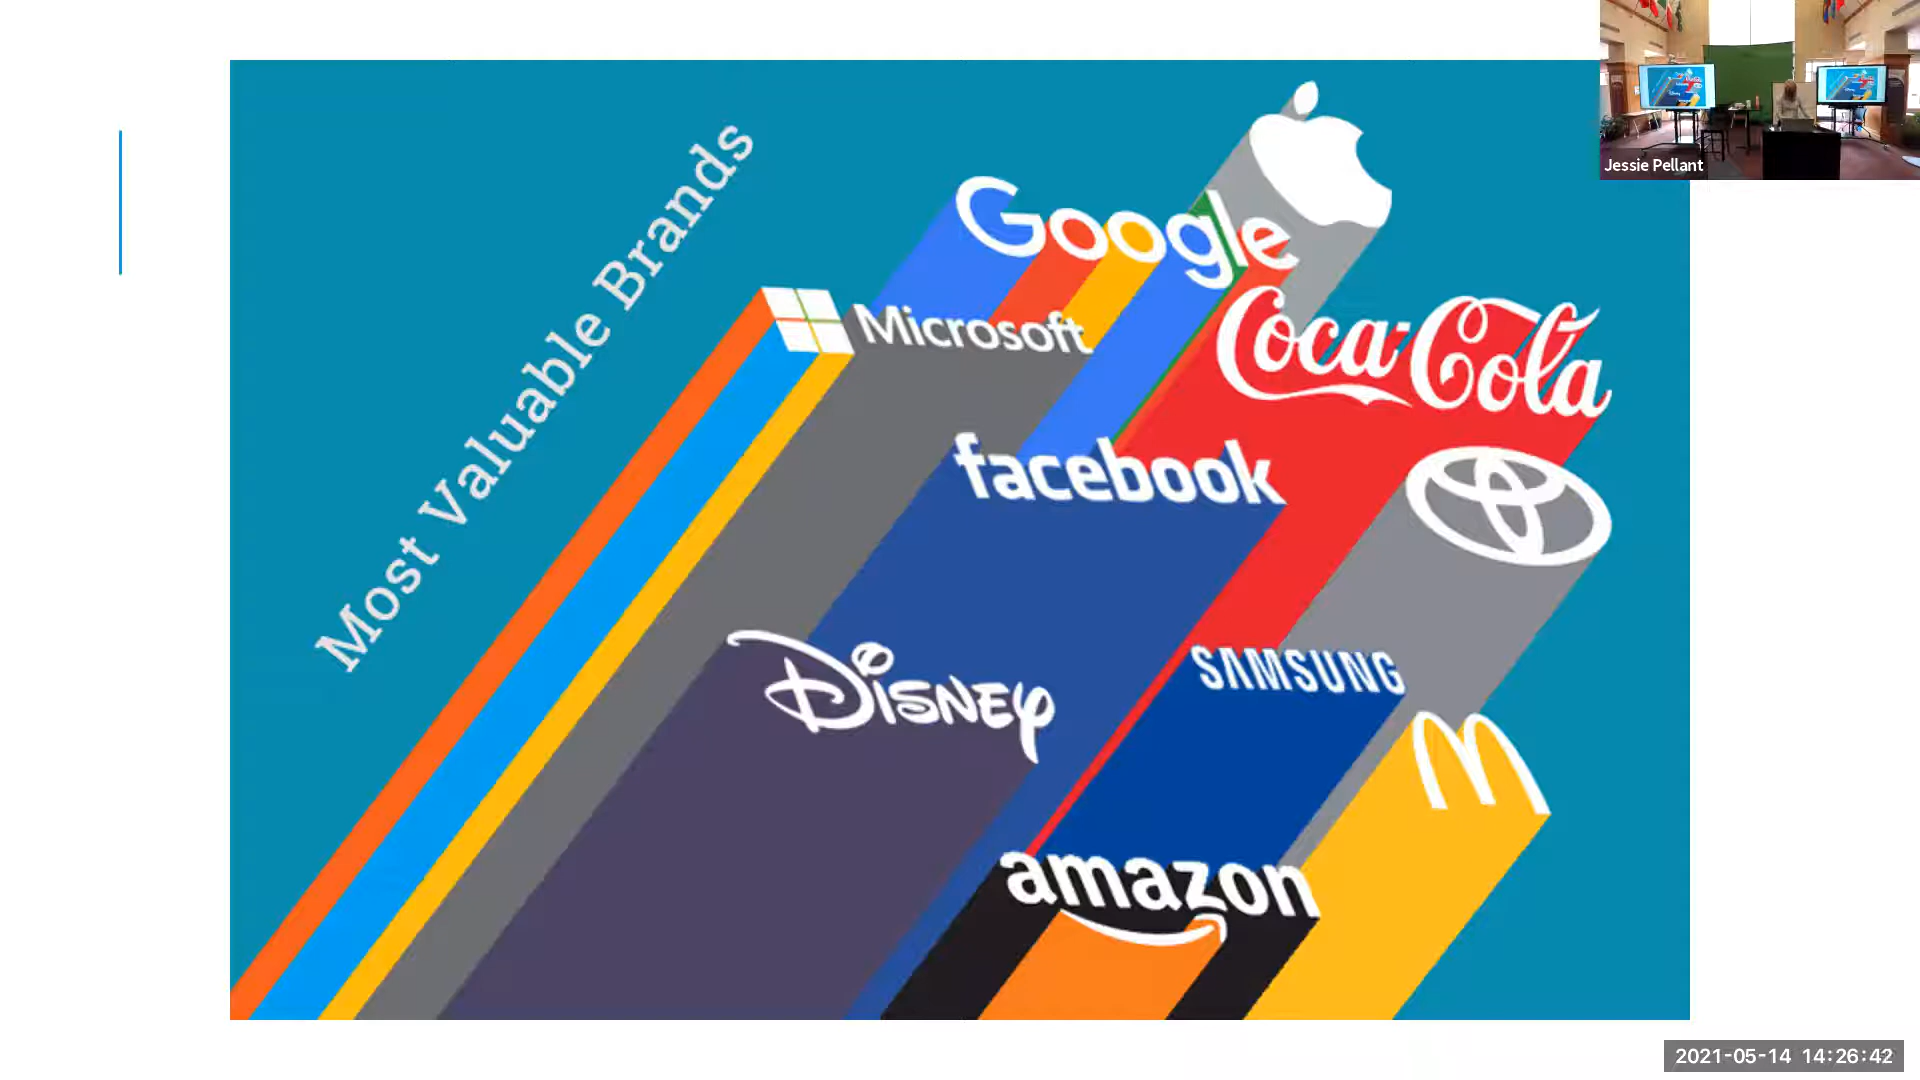 Most Valuable Brands
Google
Microsoft
Coca-Cola
facebook
Disney
SAMSUNG
amazon
Jessie Pellant
2021-05-14 14:26:42